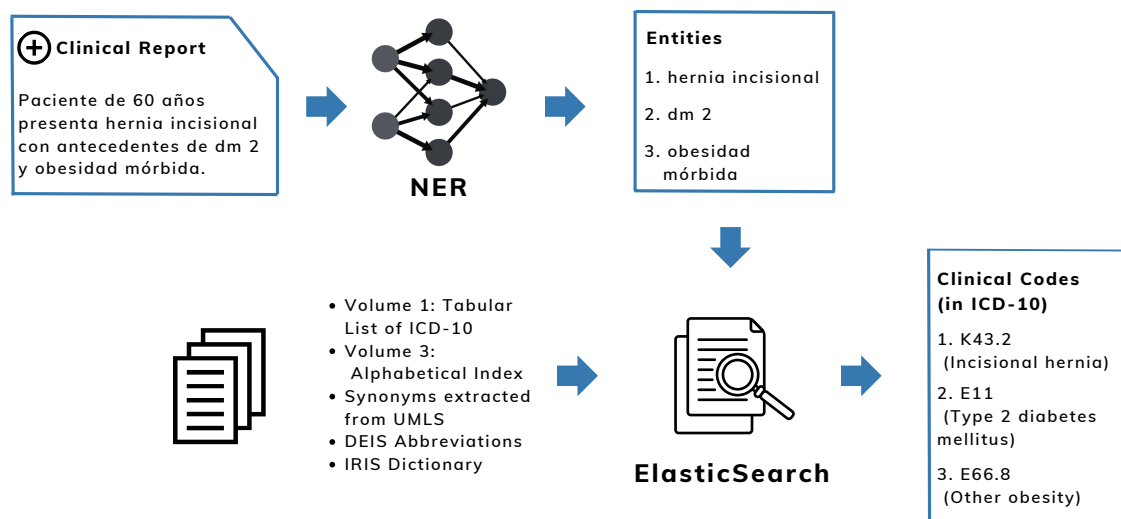 Clinical Report
Paciente de 60 años
presenta hernia incisional
con antecedentes de dm 2
y obesidad mórbida.
NER
Entities
1. hernia incisional
2. dm 2
3. obesidad
mórbida
• Volume 1: Tabular
List of ICD-10
• Volume 3:
Alphabetical Index
• Synonyms extracted
from UMLS
• DEIS Abbreviations
• IRIS Dictionary
ElasticSearch
Clinical Codes
(in ICD-10)
1. K43.2
(Incisional hernia)
2. E11
(Type 2 diabetes
mellitus)
3. E66.8
(Other obesity)